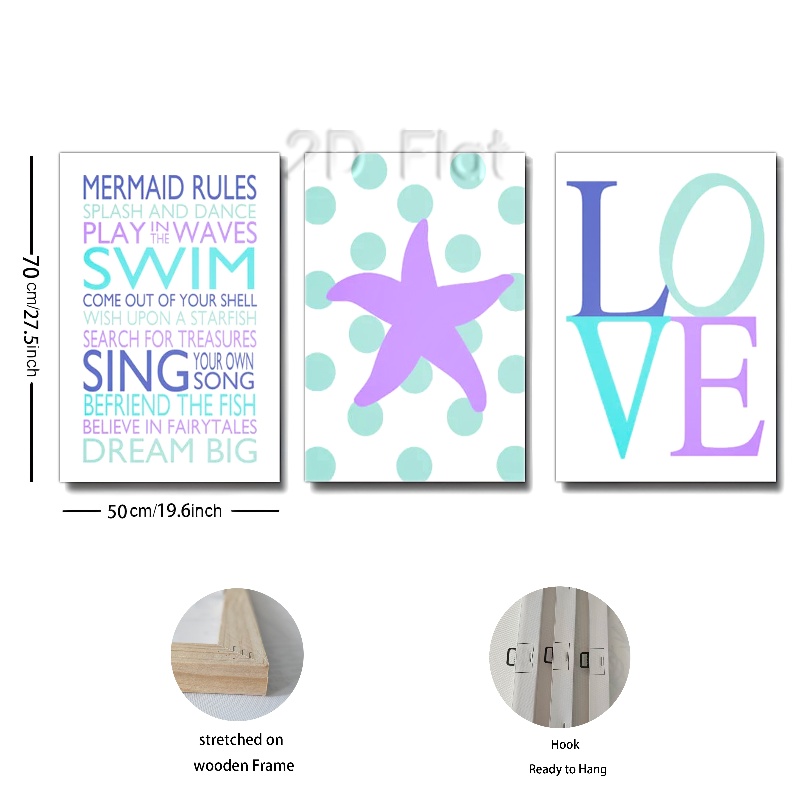 2D Flat
MERMAID RULES
SPLASH AND DANCE
PLAY IN THE WAVES
SWIM
COME OUT OF YOUR SHELL
WISH UPON A STARFISH
SEARCH FOR TREASURES
SING YOUR OWN SONG
BEFRIEND THE FISH
BELIEVE IN FAIRYTALES
DREAM BIG
LO
VE
70 cm/27.5inch
50 cm/19.6inch
stretched on
wooden Frame
Hook
Ready to Hang